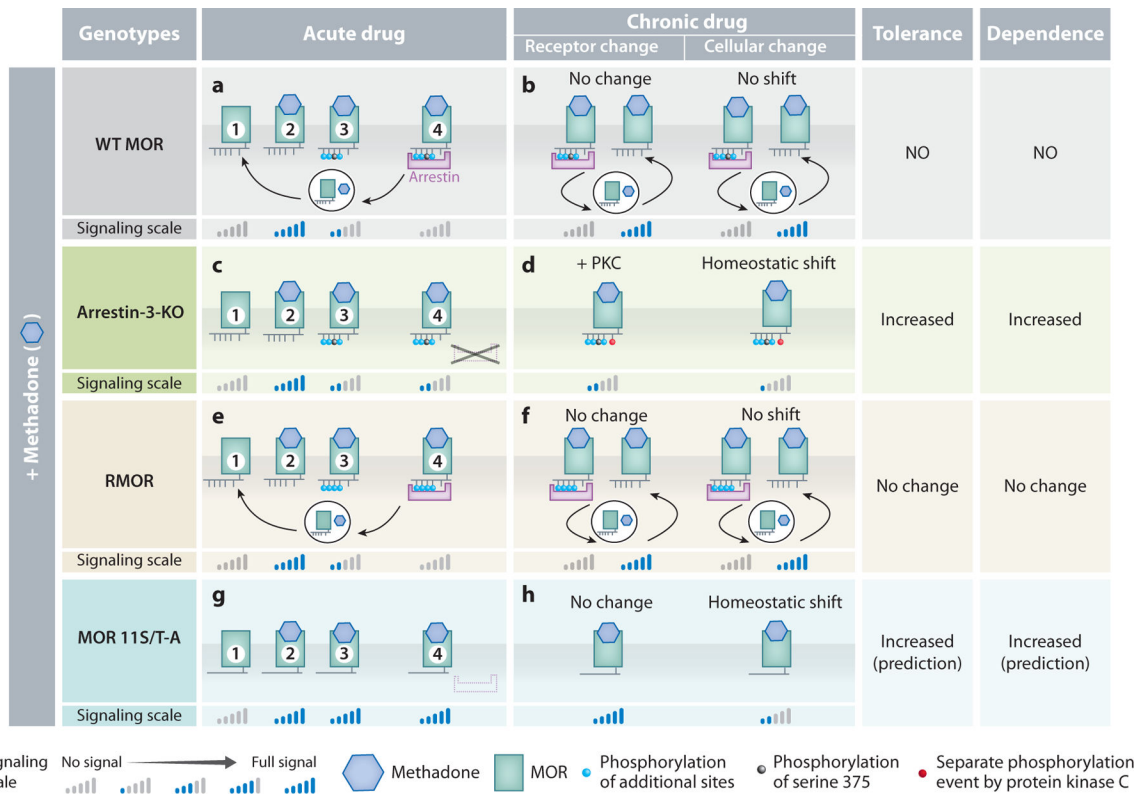 Genotypes
Acute drug
Chronic drug
Receptor change
Cellular change
Tolerance
Dependence
+ Methadone ( )
WT MOR
a
1
2
3
4
Arrestin
b
No change
No shift
NO
NO
Signaling scale
Arrestin-3-KO
c
1
2
3
4
d
+ PKC
Homeostatic shift
Increased
Increased
Signaling scale
RMOR
e
1
2
3
4
f
No change
No shift
No change
No change
Signaling scale
MOR 11S/T-A
g
1
2
3
4
h
No change
Homeostatic shift
Increased
(prediction)
Increased
(prediction)
Signaling scale
gnaling
ale
No signal
Full signal
Methadone
MOR
Phosphorylation
of additional sites
Phosphorylation
of serine 375
Separate phosphorylation
event by protein kinase C